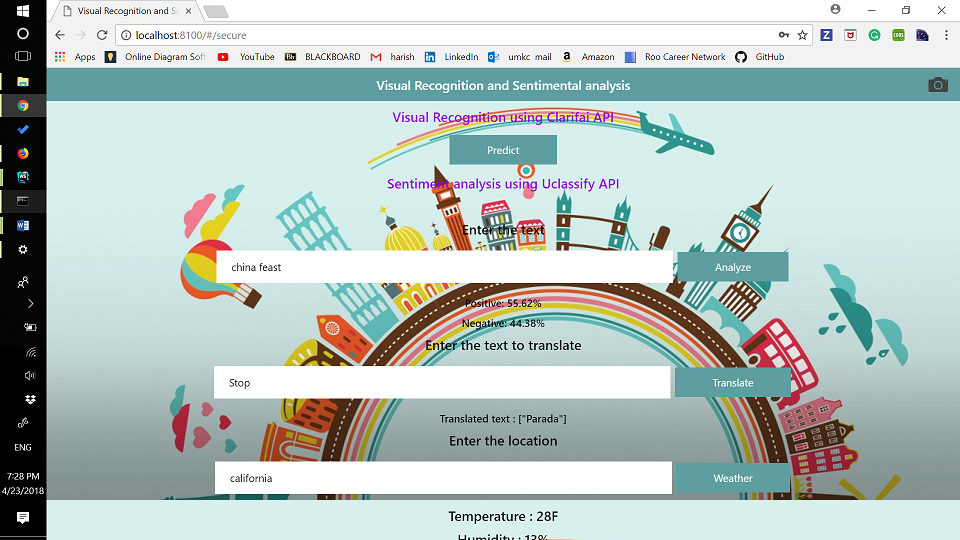 Visual Recognition and Se
localhost:8100/#/secure
Apps Online Diagram Soft YouTube BLACKBOARD harish LinkedIn umkc mail Amazon Roo Career Network GitHub
Visual Recognition and Sentimental analysis
Visual Recognition using Clarifai API
Predict
Sentiment analysis using Uclassify API
Enter the text
china feast Analyze
Positive: 55.62%
Negative: 44.38%
Enter the text to translate
Stop Translate
Translated text : ["Parada"]
Enter the location
california Weather
Temperature : 28F
Humidity : 13%
ENG
7:28 PM
4/23/2018